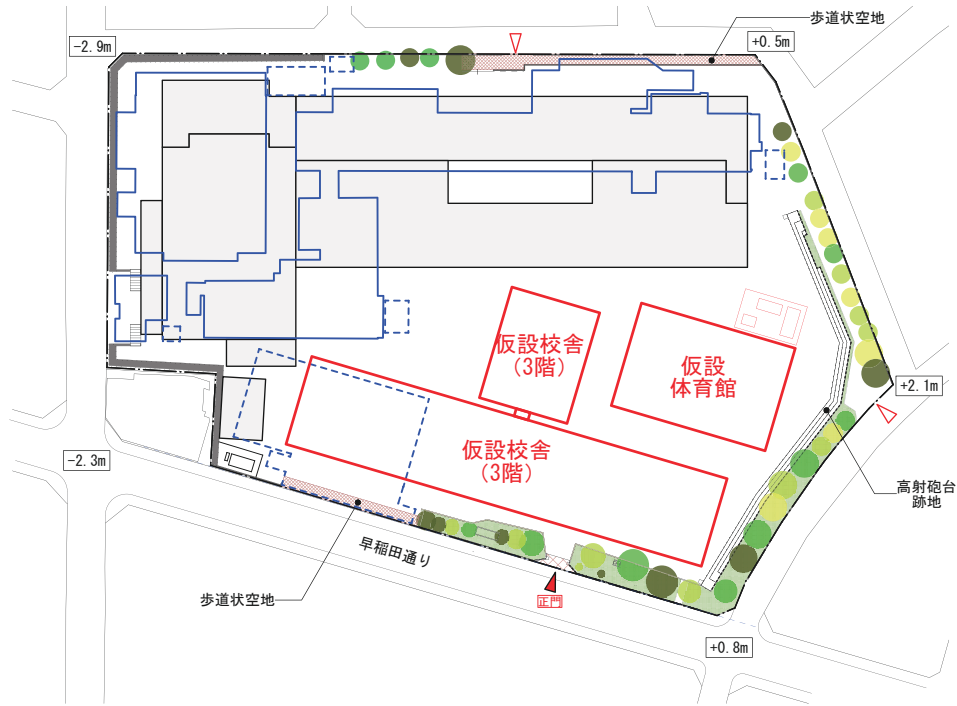 歩道状空地
-2.9m
+0.5m
仮設校舎
(3階)
仮設
体育館
+2.1m
仮設校舎
(3階)
-2.3m
高射砲台
跡地
早稲田通り
歩道状空地
正門
+0.8m